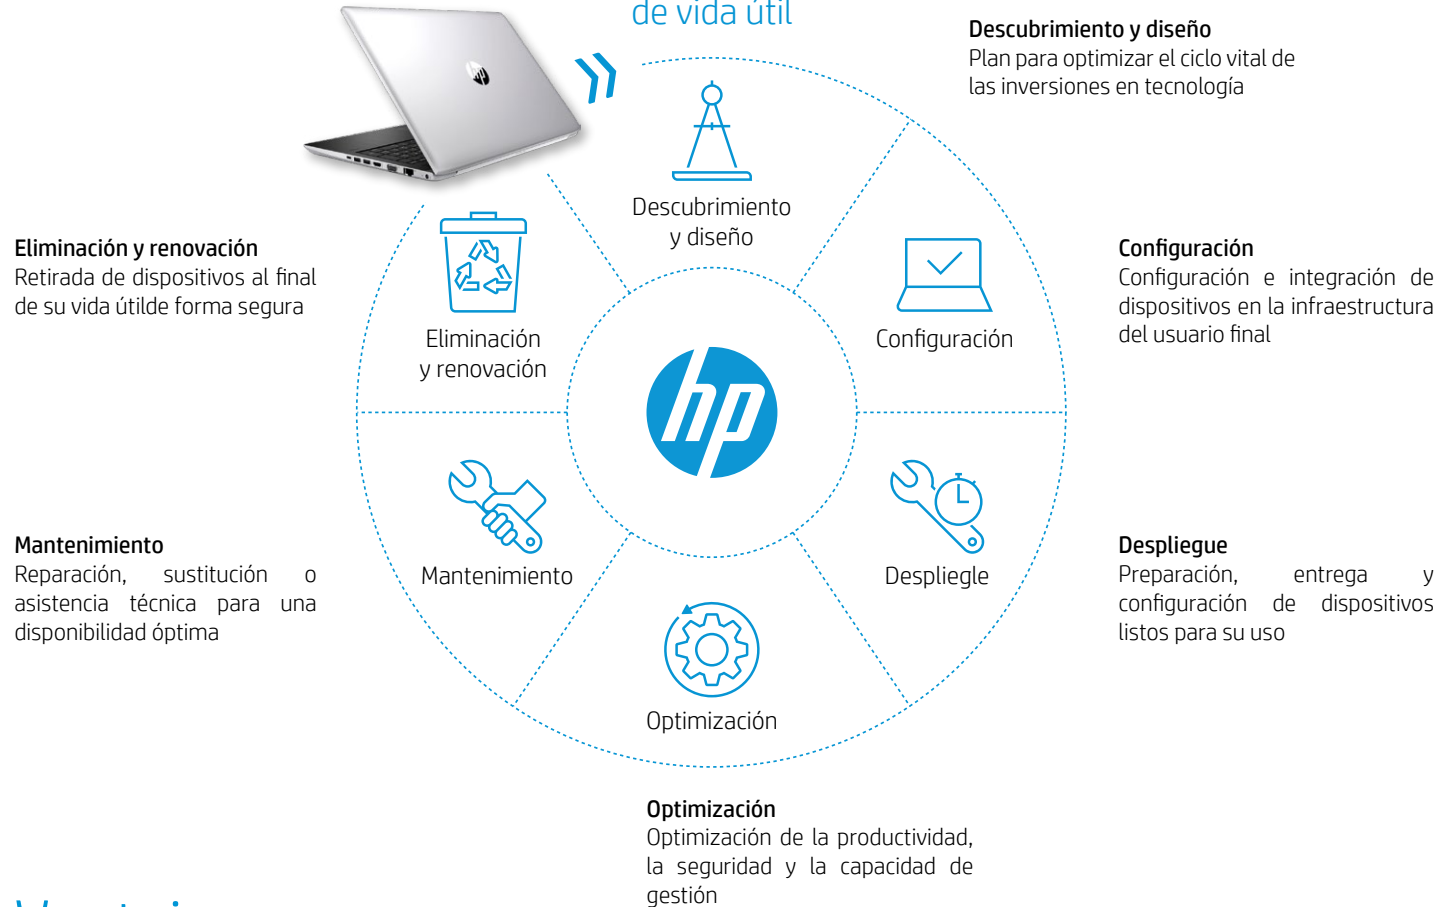 de vida útil
Descubrimiento y diseño
Plan para optimizar el ciclo vital de
las inversiones en tecnología
hp
Descubrimiento
y diseño
Eliminación y renovación
Retirada de dispositivos al final
de su vida útilde forma segura
Configuración
Configuración e integración de
dispositivos en la infraestructura
del usuario final
Eliminación
y renovación
Configuración
hp
Mantenimiento
Reparación, sustitución o
asistencia técnica para una
disponibilidad óptima
Mantenimiento
Despliegle
Despliegue
Preparación, entrega y
configuración de dispositivos
listos para su uso
Optimización
Optimización
Optimización de la productividad,
la seguridad y la capacidad de
gestión